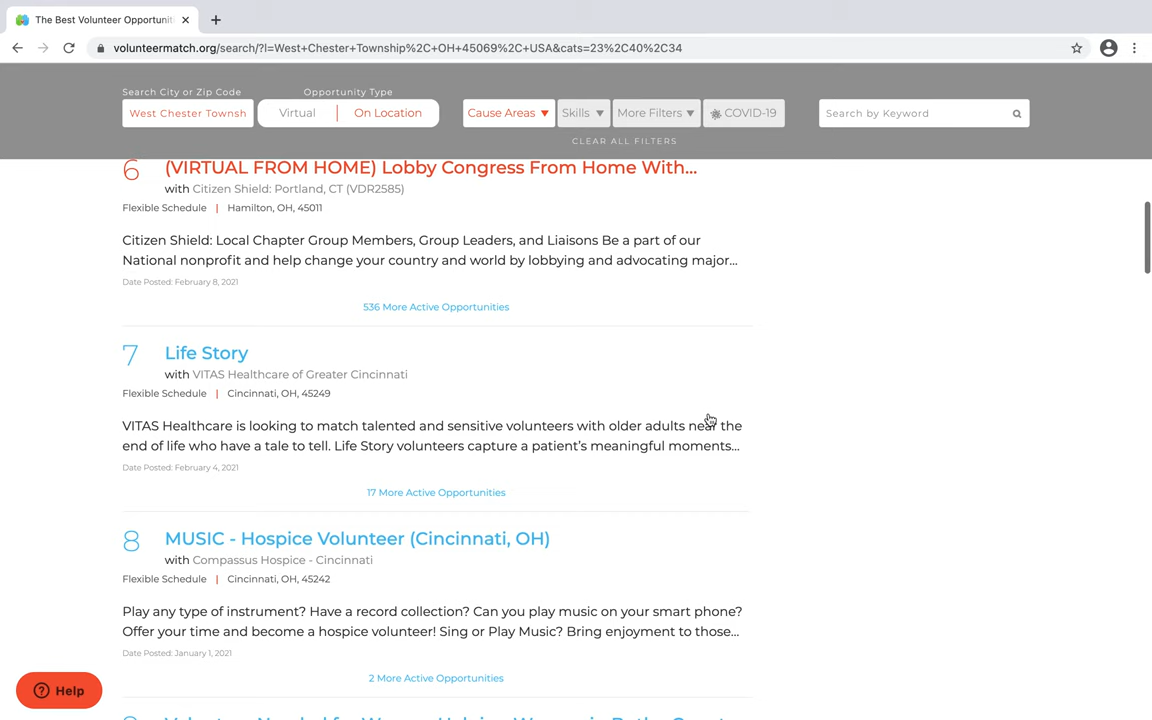 The Best Volunteer Opportuniti
volunteermatch.org/search/?l=West+Chester+Township%2C+OH+45069%2C+USA&cats=23%2C40%2C34
Search City or Zip Code
Opportunity Type
West Chester Townsh
Virtual
On Location
Cause Areas
Skills
More Filters
COVID-19
Search by Keyword
CLEAR ALL FILTERS
6 (VIRTUAL FROM HOME) Lobby Congress From Home With...
with Citizen Shield: Portland, CT (VDR2585)
Flexible Schedule | Hamilton, OH, 45011
Citizen Shield: Local Chapter Group Members, Group Leaders, and Liaisons Be a part of our
National nonprofit and help change your country and world by lobbying and advocating major...
Date Posted: February 8, 2021
536 More Active Opportunities
7 Life Story
with VITAS Healthcare of Greater Cincinnati
Flexible Schedule | Cincinnati, OH, 45249
VITAS Healthcare is looking to match talented and sensitive volunteers with older adults near the
end of life who have a tale to tell. Life Story volunteers capture a patient's meaningful moments...
Date Posted: February 4, 2021
17 More Active Opportunities
8 MUSIC - Hospice Volunteer (Cincinnati, OH)
with Compassus Hospice - Cincinnati
Flexible Schedule | Cincinnati, OH, 45242
Play any type of instrument? Have a record collection? Can you play music on your smart phone?
Offer your time and become a hospice volunteer! Sing or Play Music? Bring enjoyment to those...
Date Posted: January 1, 2021
2 More Active Opportunities
Help